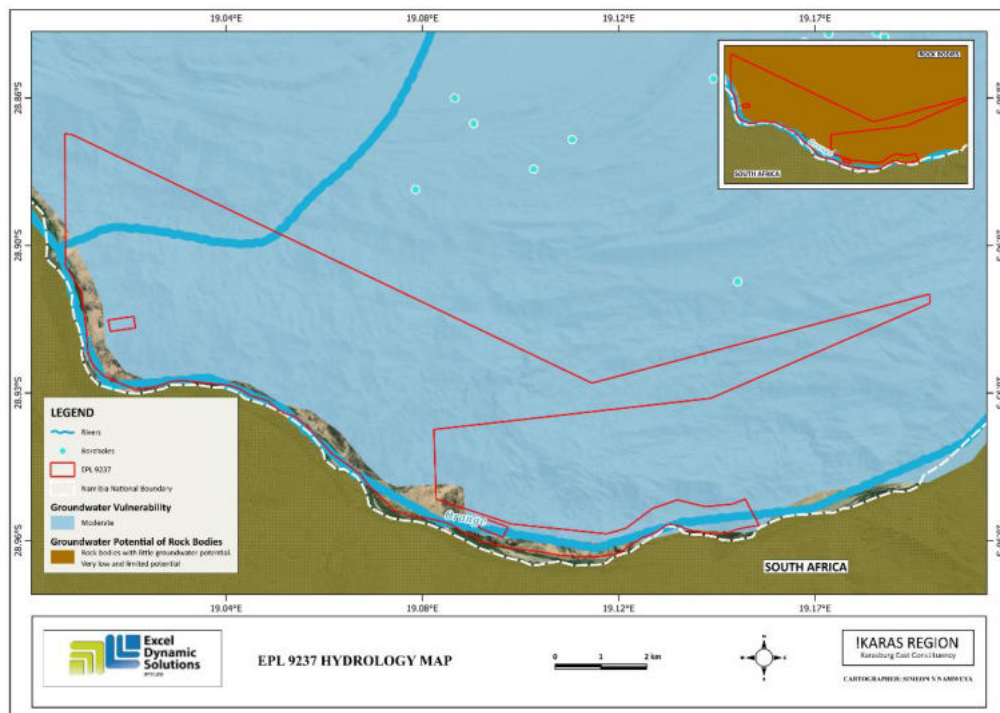 19.04°E 19.08°E 19.12°E 19.17°E
28.86°S
28.90°S
28.93°S
28.96°S
ROCK BODIES
Orange
SOUTH AFRICA
LEGEND
Rivers
Boreholes
EPL 9237
Namibia National Boundary
Groundwater Vulnerability
Moderate
Groundwater Potential of Rock Bodies
Rock bodies with little groundwater potential.
Very low and limited potential
Orange
SOUTH AFRICA
19.04°E 19.08°E 19.12°E 19.17°E
Excel
Dynamic
Solutions
EPL 9237 HYDROLOGY MAP
0 1 2 km
!KARAS REGION
Karasburg East Constituency
CARTOGRAPHER: SIMEON N NAMWEYA